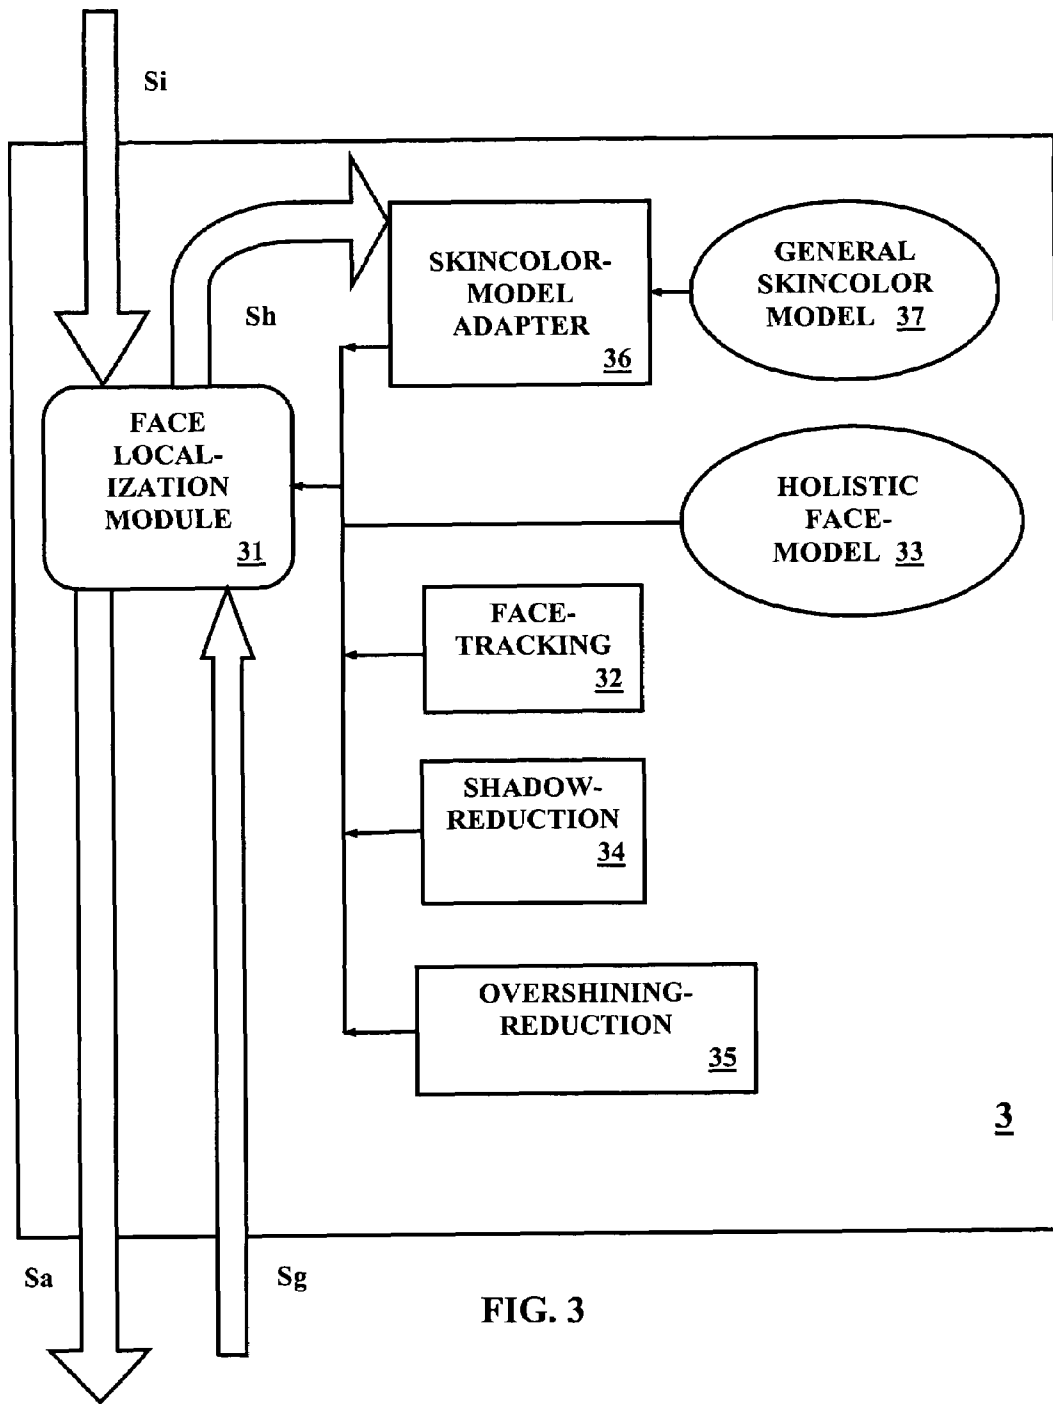 Si
SKINCOLOR-
MODEL
ADAPTER
36
GENERAL
SKINCOLOR
MODEL 37
Sh
FACE
LOCAL-
IZATION
MODULE
31
HOLISTIC
FACE-
MODEL 33
FACE-
TRACKING
32
SHADOW-
REDUCTION
34
OVERSHINING-
REDUCTION
35
3
Sa
Sg
FIG. 3